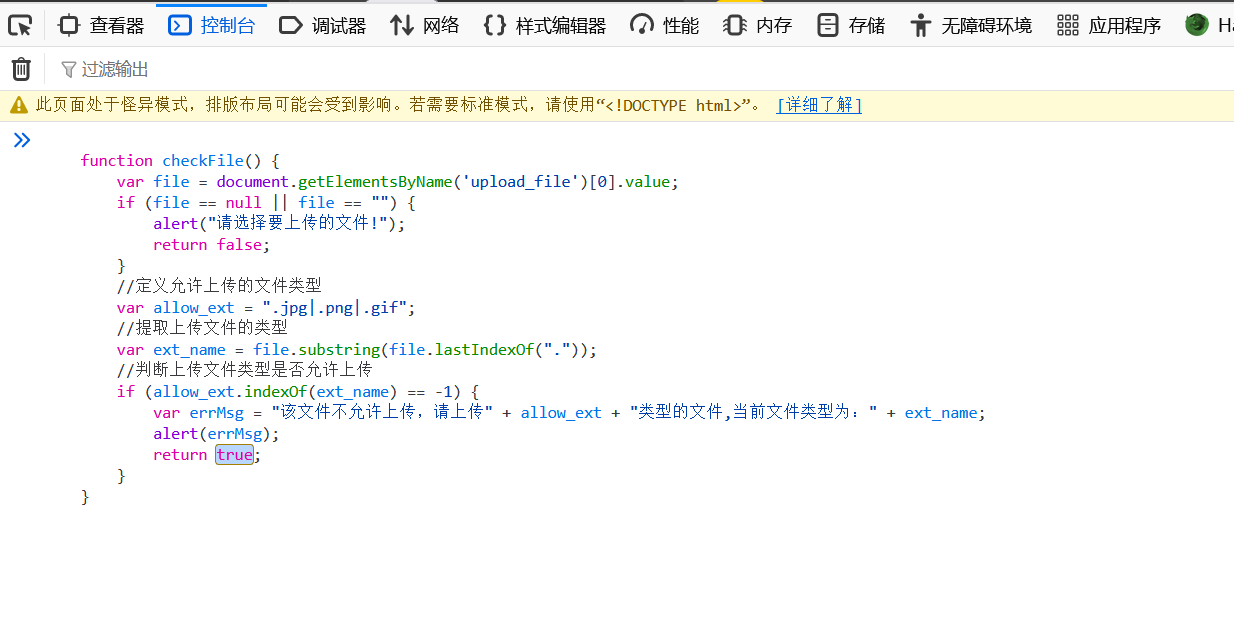 查看器 控制台 调试器 网络 {} 样式编辑器 性能 内存 存储 无障碍环境 应用程序 Ha
过滤输出
此页面处于怪异模式，排版布局可能会受到影响。若需要标准模式，请使用“<!DOCTYPE html>”。 [详细了解]
function checkFile() {
    var file = document.getElementsByName('upload_file')[0].value;
    if (file == null || file == "") {
        alert("请选择要上传的文件!");
        return false;
    }
    //定义允许上传的文件类型
    var allow_ext = ".jpg|.png|.gif";
    //提取上传文件的类型
    var ext_name = file.substring(file.lastIndexOf("."));
    //判断上传文件类型是否允许上传
    if (allow_ext.indexOf(ext_name) == -1) {
        var errMsg = "该文件不允许上传，请上传" + allow_ext + "类型的文件,当前文件类型为：" + ext_name;
        alert(errMsg);
        return true;
    }
}